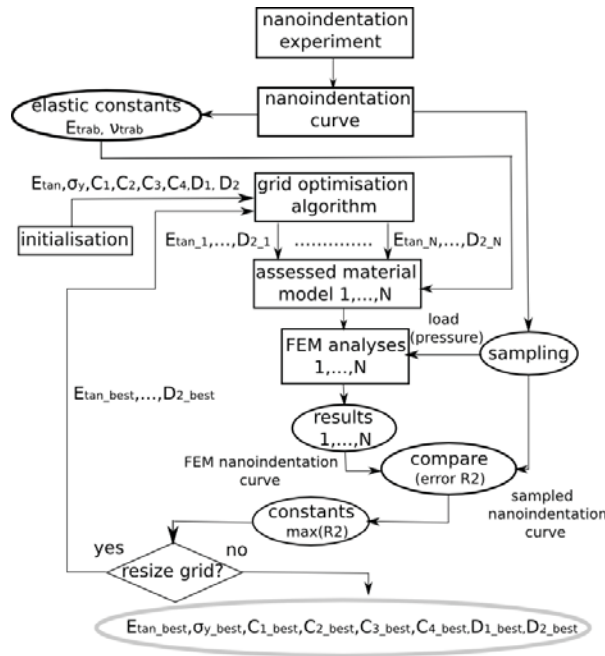 nanoindentation
experiment
nanoindentation
curve
elastic constants
Etrab, νtrab
Etan,σy,C1,C2,C3,C4,D1, D2
grid optimisation
algorithm
initialisation
Etan_1,...,D2_1 .............. Etan_N,...,D2_N
assessed material
model 1,...,N
load
(pressure)
FEM analyses
1,...,N
sampling
Etan_best,...,D2_best
results
1,...,N
FEM nanoindentation
curve
compare
(error R2)
sampled
nanoindentation
curve
constants
max(R2)
yes
no
resize grid?
Etan_best,σy_best,C1_best,C2_best,C3_best,C4_best,D1_best,D2_best